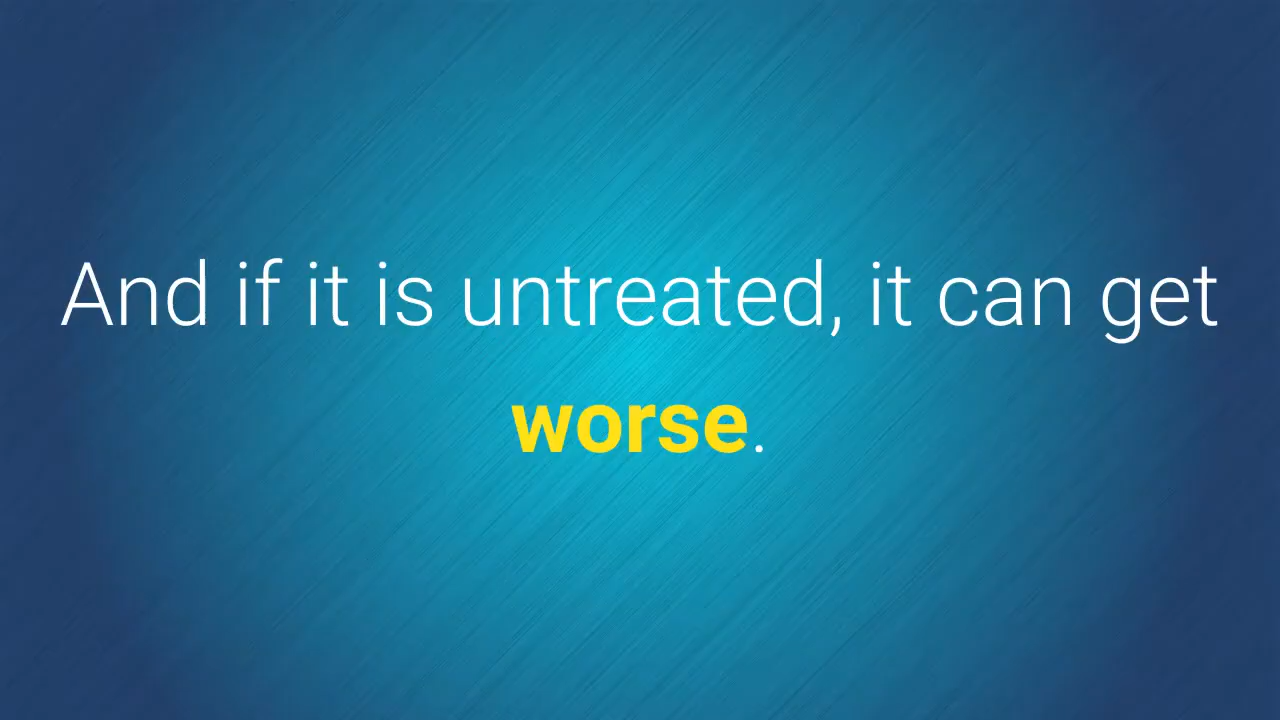 And if it is untreated, it can get
worse.